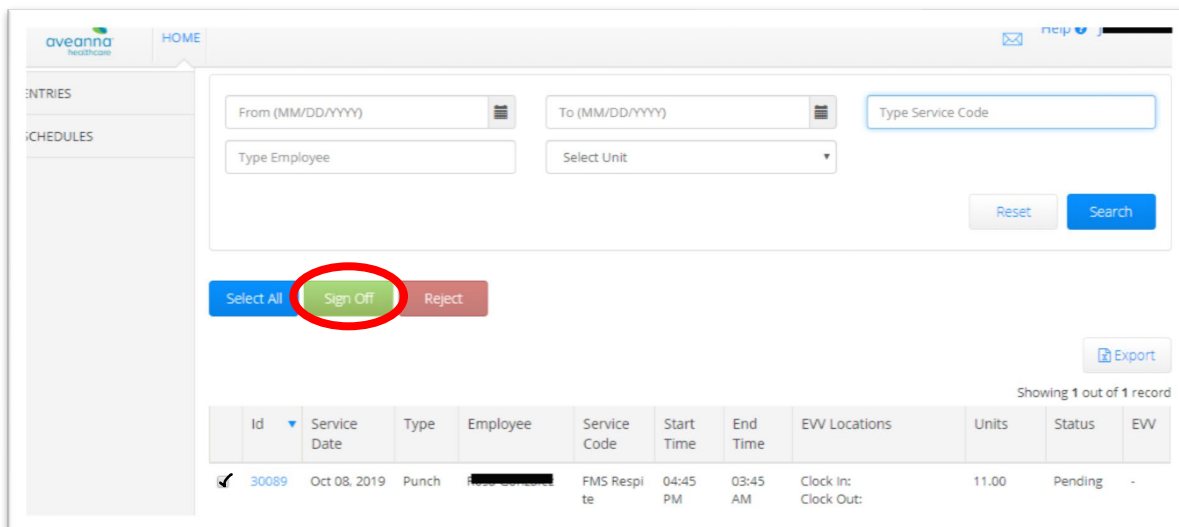 aveanna
healthcare
HOME
Help
ENTRIES
SCHEDULES
From (MM/DD/YYYY)
To (MM/DD/YYYY)
Type Service Code
Type Employee
Select Unit
Reset
Search
Select All
Sign Off
Reject
Export
Showing 1 out of 1 record
Id Service Date Type Employee Service Code Start Time End Time EVV Locations Units Status EVV
30089 Oct 08, 2019 Punch FMS Respi te 04:45 PM 03:45 AM Clock In: Clock Out: 11.00 Pending -